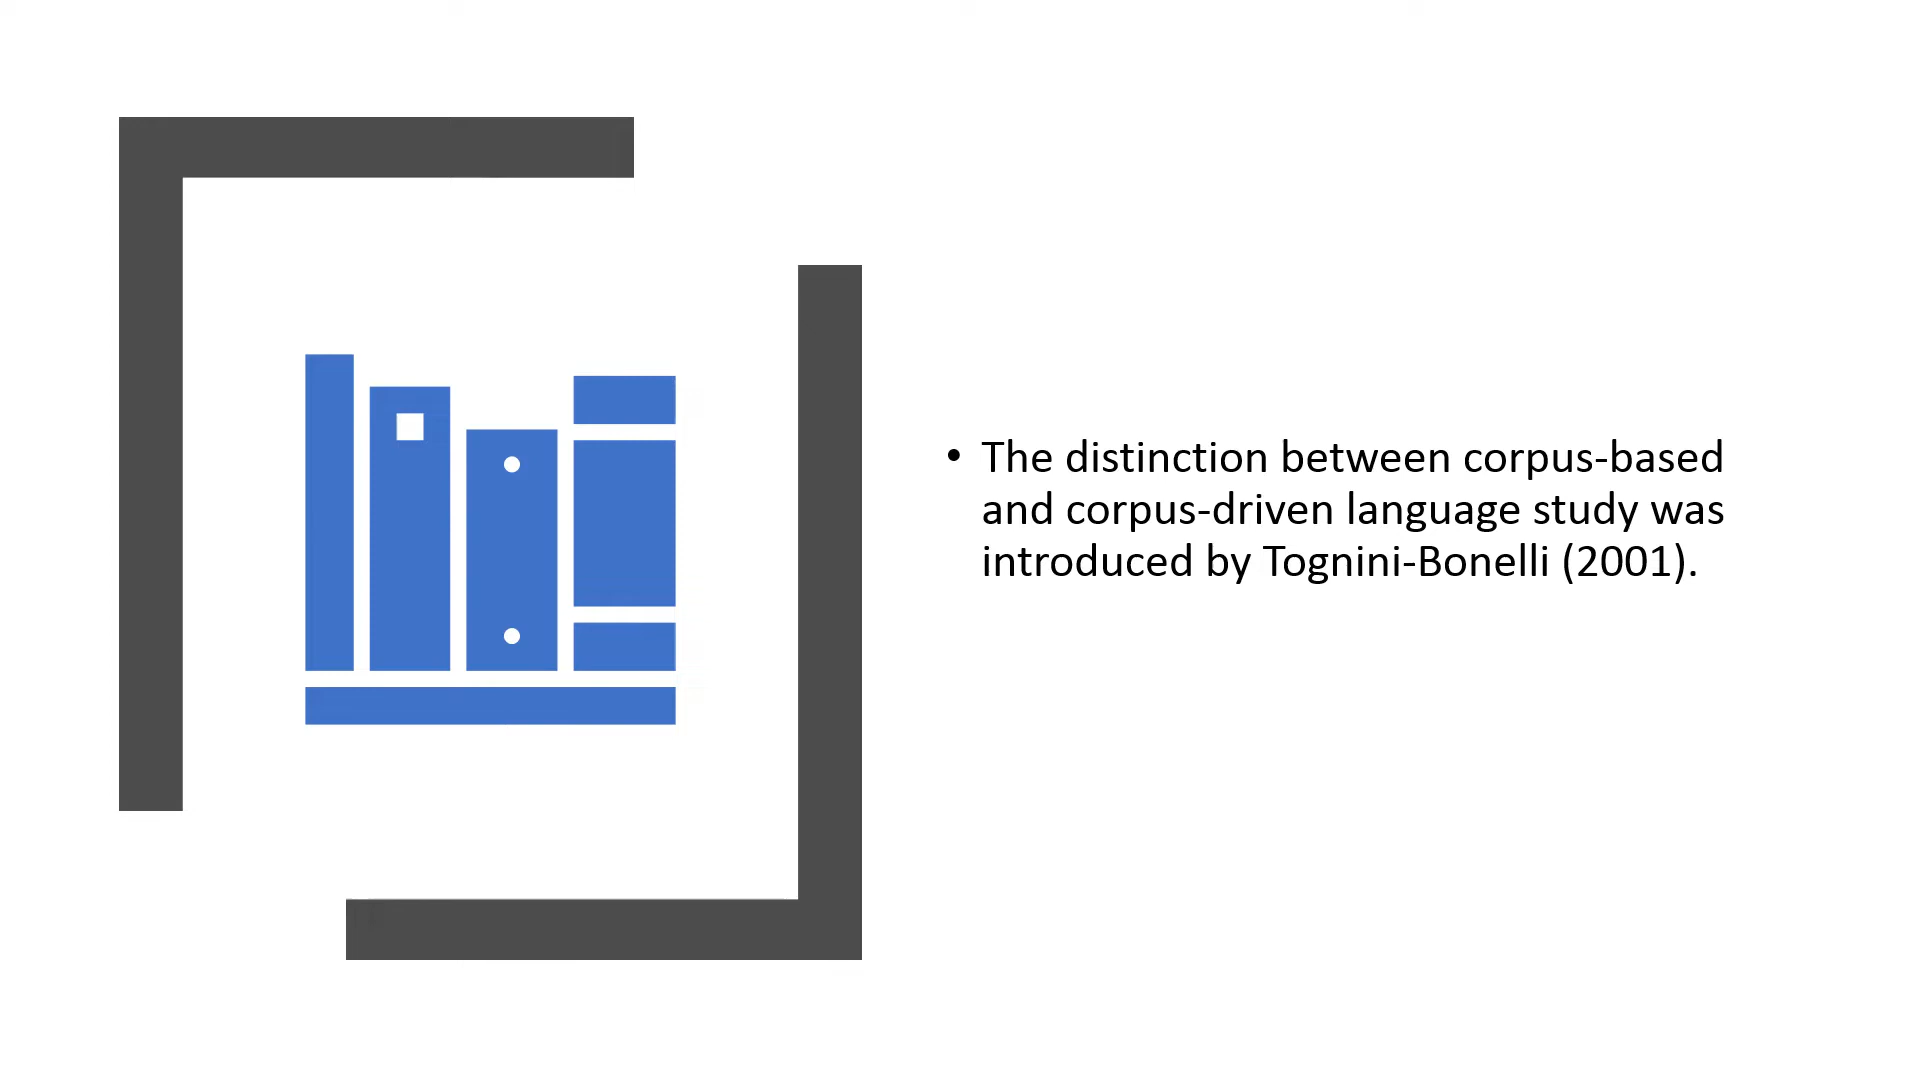 • The distinction between corpus-based
and corpus-driven language study was
introduced by Tognini-Bonelli (2001).